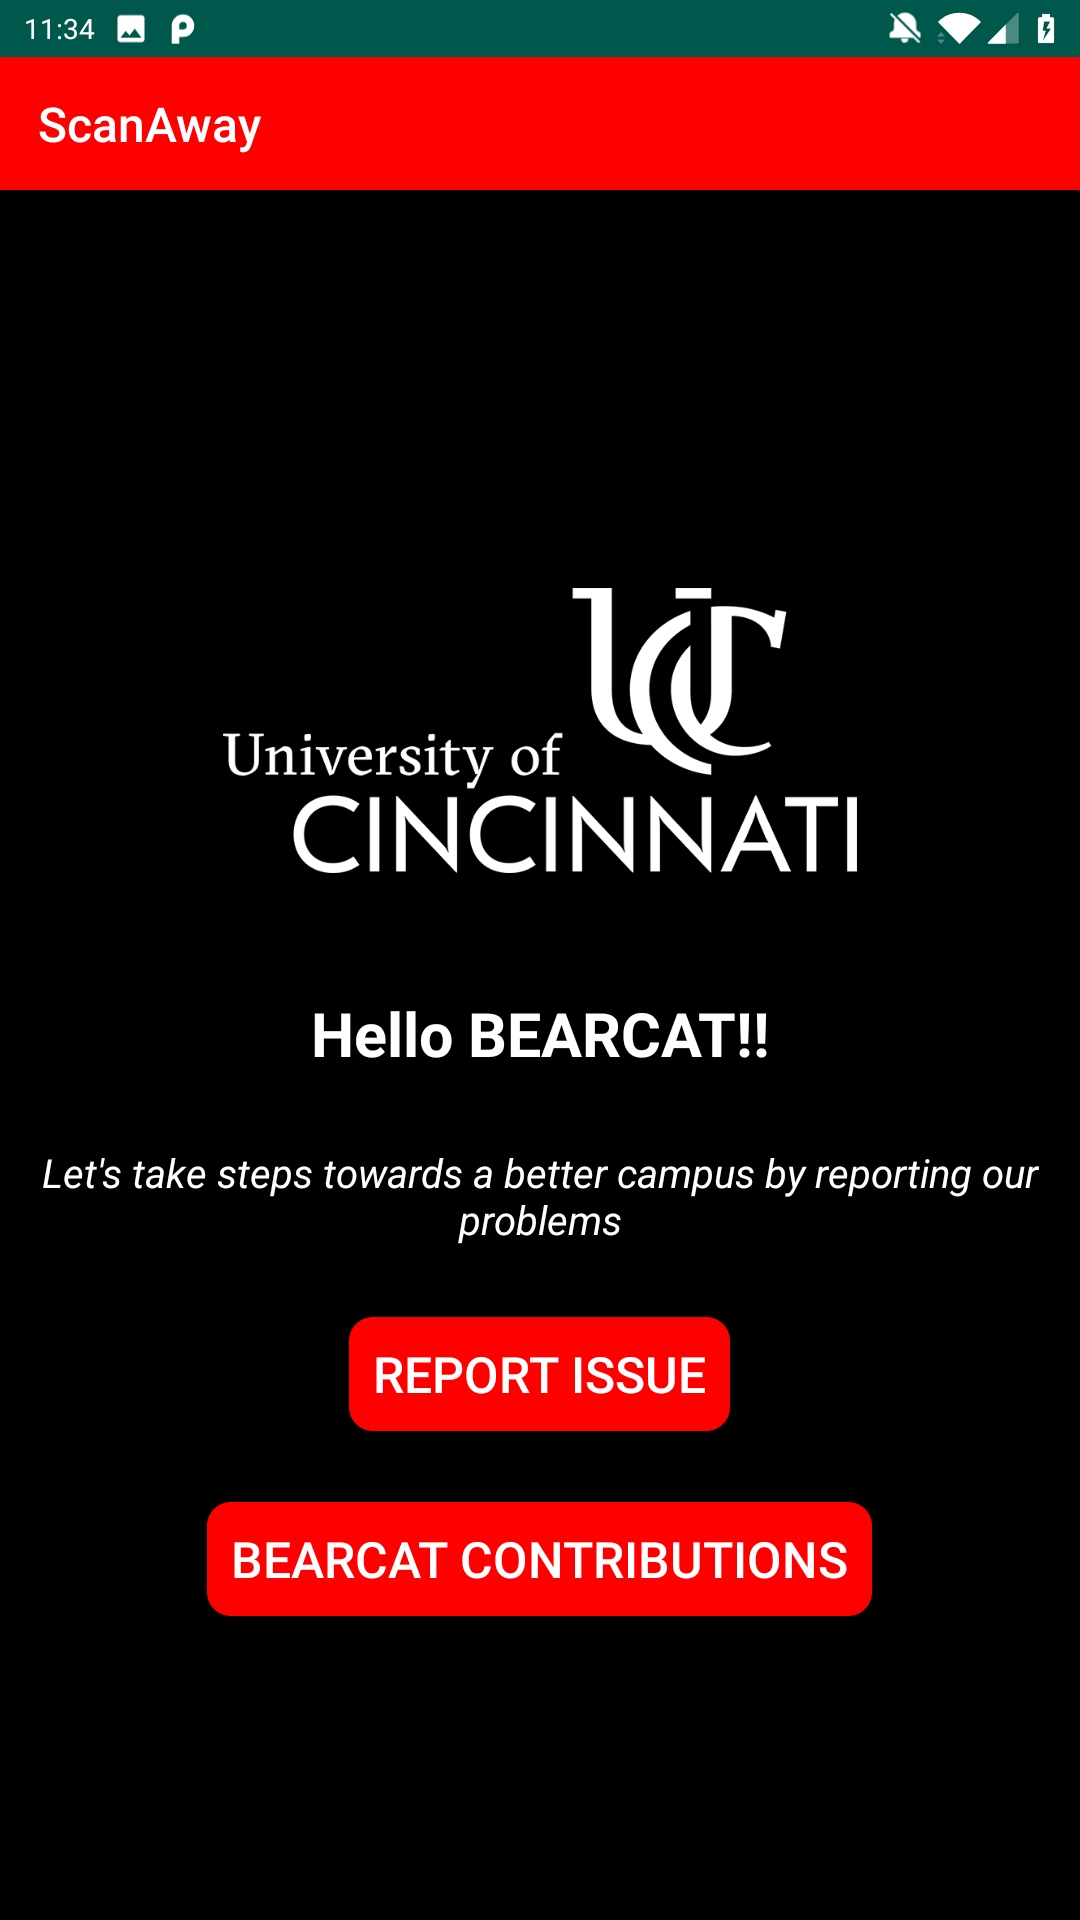 11:34
ScanAway
UC
University of
CINCINNATI
Hello BEARCAT!!
Let's take steps towards a better campus by reporting our
problems
REPORT ISSUE
BEARCAT CONTRIBUTIONS